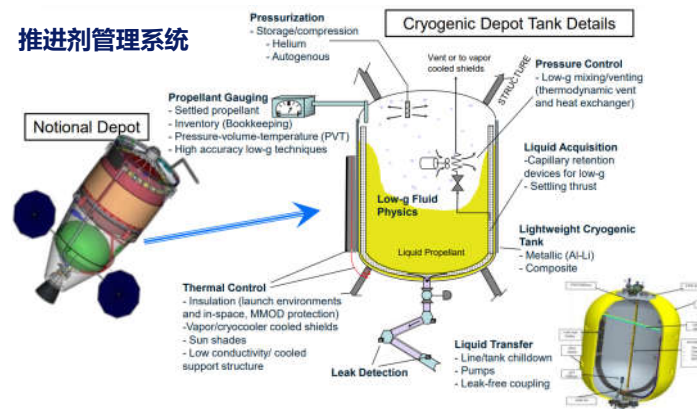 推进剂管理系统
Cryogenic Depot Tank Details
Pressurization
- Storage/compression
- Helium
- Autogenous
Vent or to vapor
cooled shields
STRUCTURE
Pressure Control
- Low-g mixing/venting
(thermodynamic vent
and heat exchanger)
Propellant Gauging
- Settled propellant
- Inventory (Bookkeeping)
- Pressure-volume-temperature (PVT)
- High accuracy low-g techniques
Notional Depot
Liquid Acquisition
-Capillary retention
devices for low-g
- Settling thrust
Low-g Fluid
Physics
Liquid Propellant
Lightweight Cryogenic
Tank
- Metallic (Al-Li)
- Composite
Thermal Control
- Insulation (launch environments
and in-space, MMOD protection)
-Vapor/cryocooler cooled shields
- Sun shades
- Low conductivity/ cooled
support structure
Leak Detection
Liquid Transfer
- Line/tank chilldown
- Pumps
- Leak-free coupling